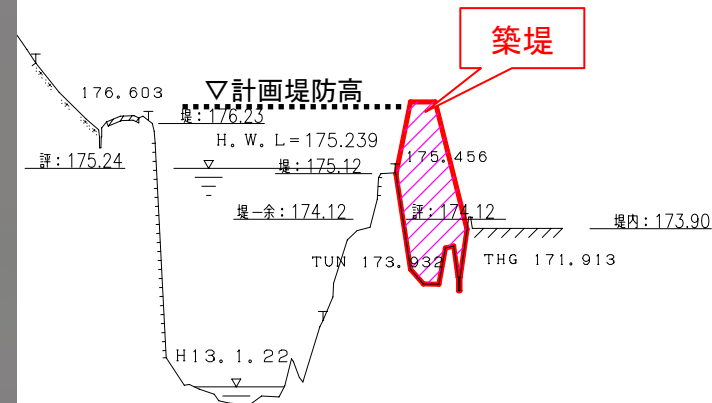 築堤
176.603
▽計画堤防高
堤：176.23
H. W. L＝175.239
評：175.24
堤：175.12
175.456
堤－余：174.12
評：174.12
堤内：173.90
TUN 173.932
THG 171.913
H13. 1. 22